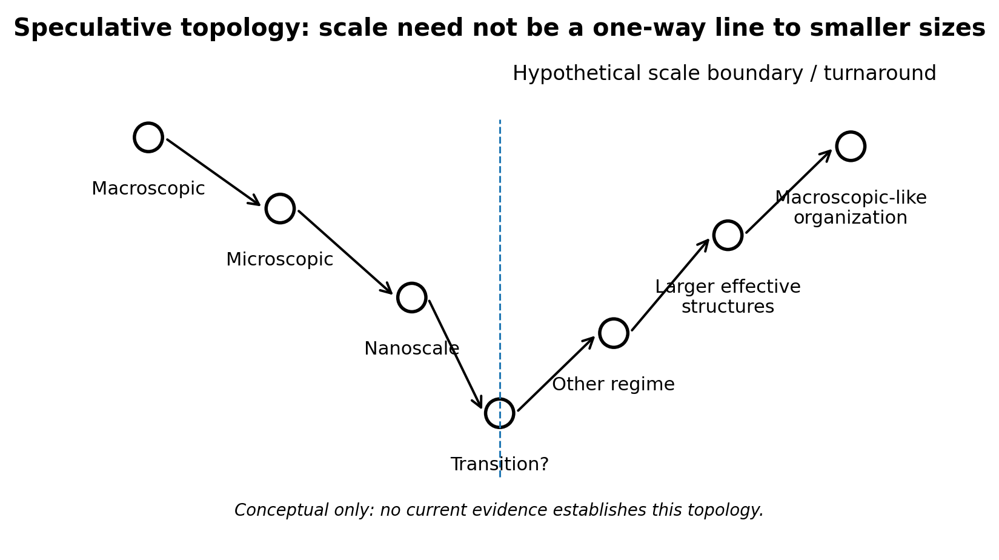 Speculative topology: scale need not be a one-way line to smaller sizes
Hypothetical scale boundary / turnaround
Macroscopic
Microscopic
Nanoscale
Transition?
Other regime
Larger effective
structures
Macroscopic-like
organization
Conceptual only: no current evidence establishes this topology.